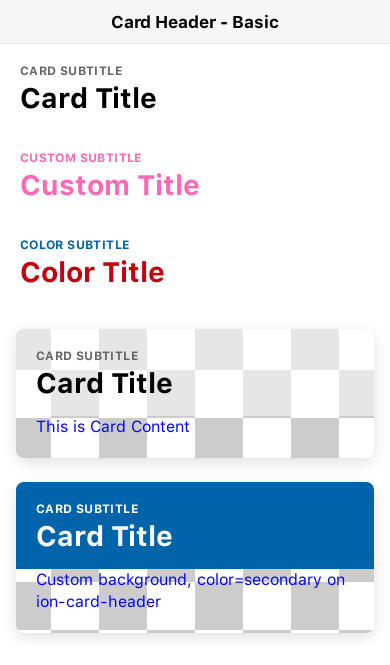 Card Header - Basic
CARD SUBTITLE
Card Title
CUSTOM SUBTITLE
Custom Title
COLOR SUBTITLE
Color Title
CARD SUBTITLE
Card Title
This is Card Content
CARD SUBTITLE
Card Title
Custom background, color=secondary on
ion-card-header